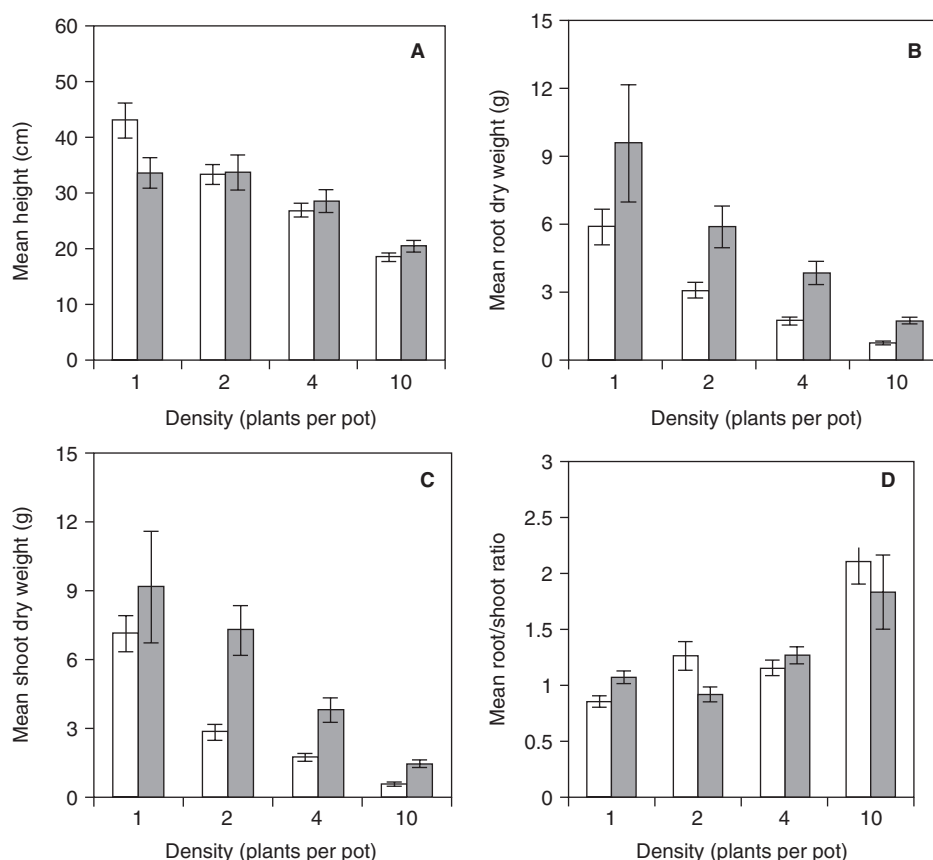 A
Mean height (cm)
60
50
40
30
20
10
0
1 2 4 10
Density (plants per pot)
B
Mean root dry weight (g)
15
12
9
6
3
0
1 2 4 10
Density (plants per pot)
C
Mean shoot dry weight (g)
15
12
9
6
3
0
1 2 4 10
Density (plants per pot)
D
Mean root/shoot ratio
3
2.5
2
1.5
1
0.5
0
1 2 4 10
Density (plants per pot)